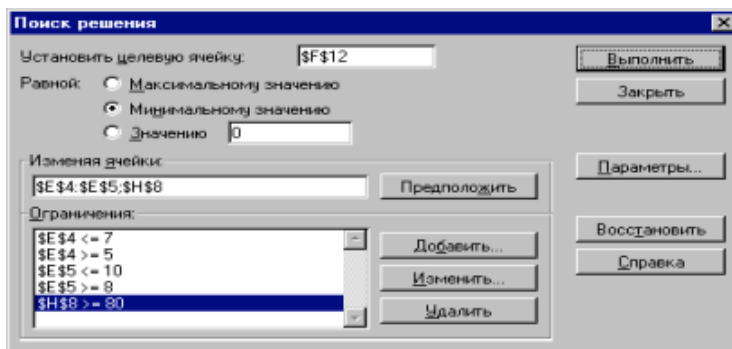 Поиск решения
Установить целевую ячейку: $F$12
Равной: Максимальному значению
Минимальному значению
Значению 0
Изменяя ячейки:
$E$4:$E$5;$H$8
Предположить
Ограничения:
$E$4 <= 7
$E$4 >= 5
$E$5 <= 10
$E$5 >= 8
$H$8 >= 80
Добавить...
Изменить...
Удалить
Выполнить
Закрыть
Параметры...
Восстановить
Справка